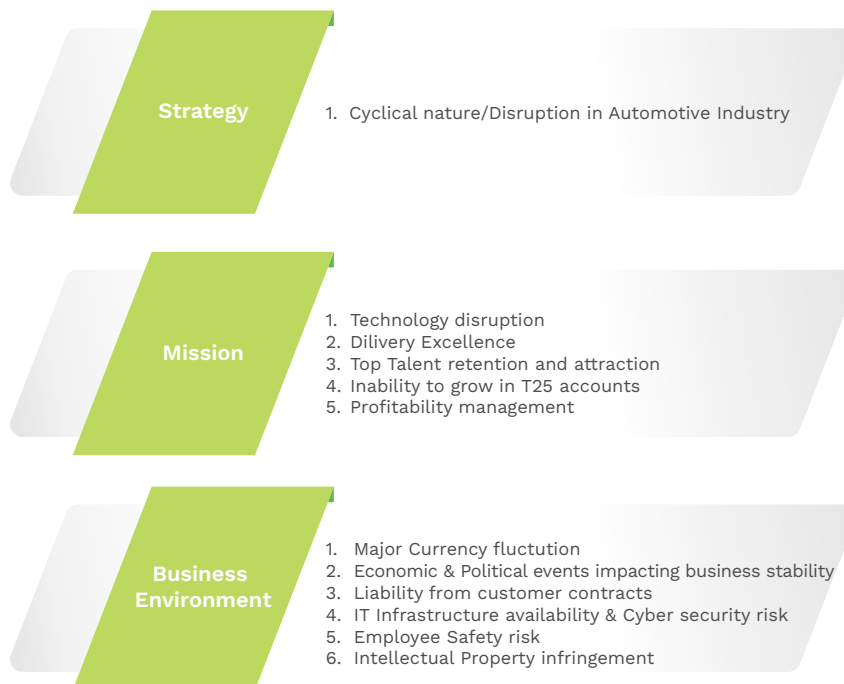 Strategy
1. Cyclical nature/Disruption in Automotive Industry
Mission
1. Technology disruption
2. Dilivery Excellence
3. Top Talent retention and attraction
4. Inability to grow in T25 accounts
5. Profitability management
Business
Environment
1. Major Currency fluctution
2. Economic & Political events impacting business stability
3. Liability from customer contracts
4. IT Infrastructure availability & Cyber security risk
5. Employee Safety risk
6. Intellectual Property infringement